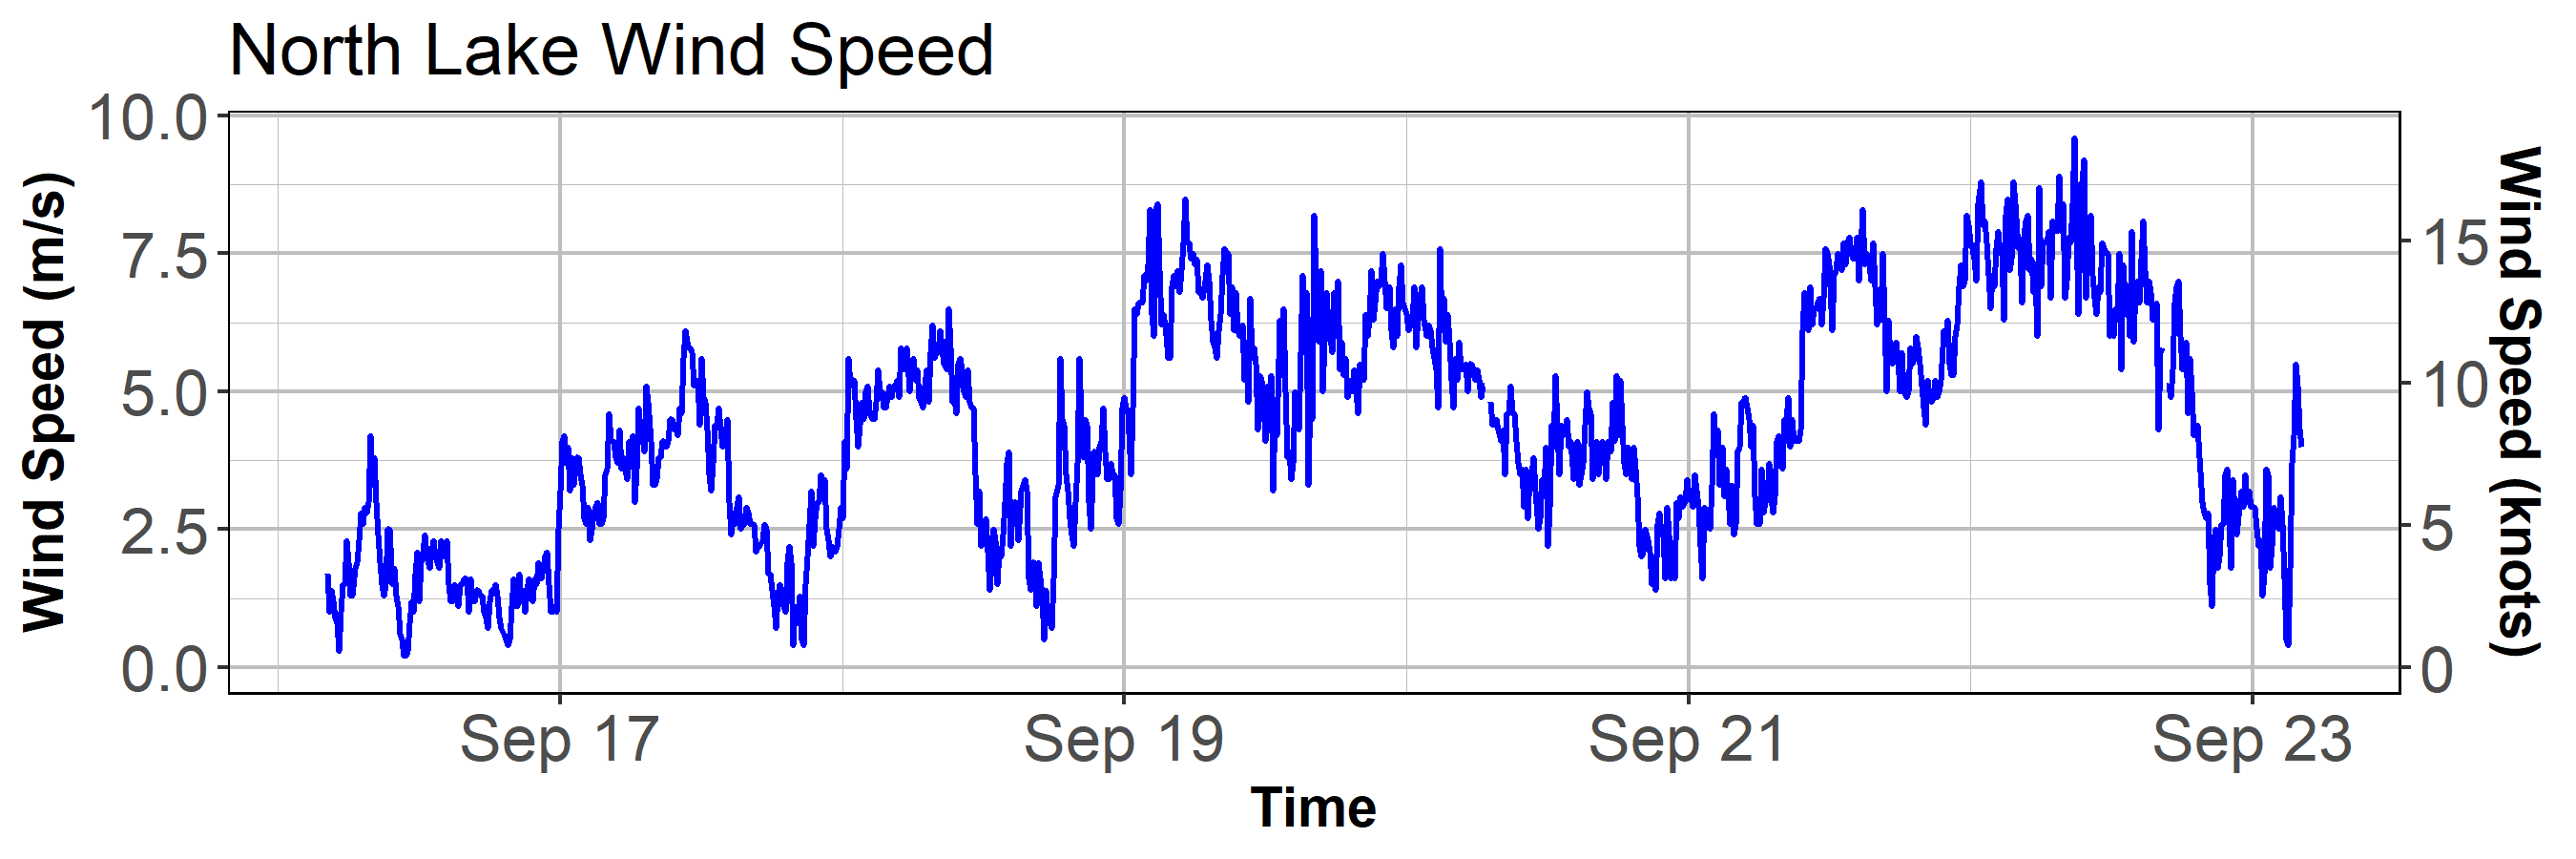 North Lake Wind Speed
10.0
7.5
5.0
2.5
0.0
Wind Speed (m/s)
15
10
5
0
Wind Speed (knots)
Sep 17
Sep 19
Sep 21
Sep 23
Time